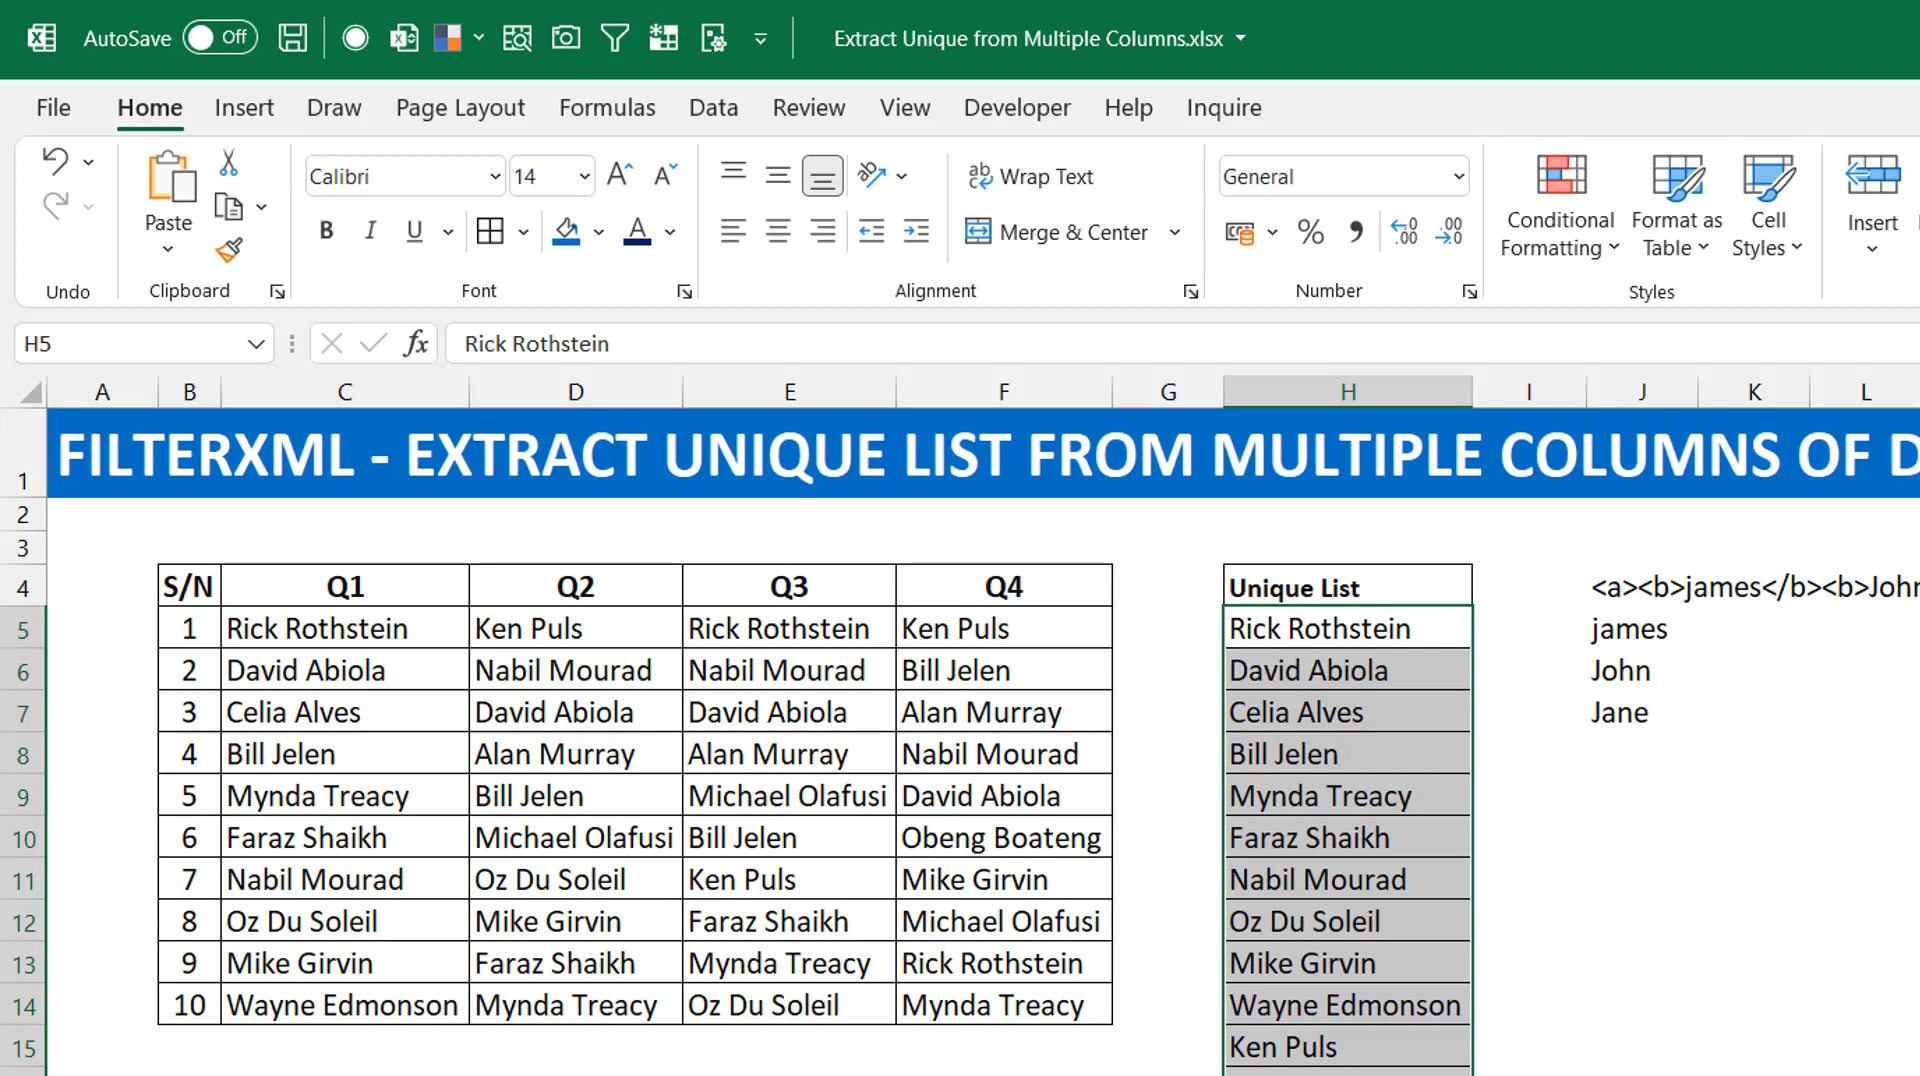 AutoSave Off Extract Unique from Multiple Columns.xlsx
File Home Insert Draw Page Layout Formulas Data Review View Developer Help Inquire
Calibri 14 A A ab Wrap Text General
Paste B I U A Merge & Center % .00 .00 Conditional Formatting Format as Table Cell Styles Insert
Undo Clipboard Font Alignment Number Styles
H5 fx Rick Rothstein
A B C D E F G H I J K L
1 FILTERXML - EXTRACT UNIQUE LIST FROM MULTIPLE COLUMNS OF D
2
3
4 S/N Q1 Q2 Q3 Q4 Unique List <a><b>james</b><b>John
5 1 Rick Rothstein Ken Puls Rick Rothstein Ken Puls Rick Rothstein james
6 2 David Abiola Nabil Mourad Nabil Mourad Bill Jelen David Abiola John
7 3 Celia Alves David Abiola David Abiola Alan Murray Celia Alves Jane
8 4 Bill Jelen Alan Murray Alan Murray Nabil Mourad Bill Jelen
9 5 Mynda Treacy Bill Jelen Michael Olafusi David Abiola Mynda Treacy
10 6 Faraz Shaikh Michael Olafusi Bill Jelen Obeng Boateng Faraz Shaikh
11 7 Nabil Mourad Oz Du Soleil Ken Puls Mike Girvin Nabil Mourad
12 8 Oz Du Soleil Mike Girvin Faraz Shaikh Michael Olafusi Oz Du Soleil
13 9 Mike Girvin Faraz Shaikh Mynda Treacy Rick Rothstein Mike Girvin
14 10 Wayne Edmonson Mynda Treacy Oz Du Soleil Mynda Treacy Wayne Edmonson
15 Ken Puls